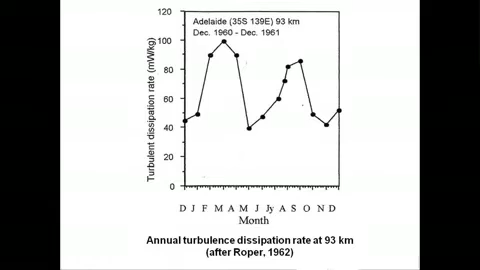 Adelaide (35S 139E) 93 km
Dec. 1960 - Dec. 1961
Turbulent dissipation rate (mW/kg)
120
100
80
60
40
20
0
D J F M A M J Jy A S O N D
Month
Annual turbulence dissipation rate at 93 km
(after Roper, 1962)